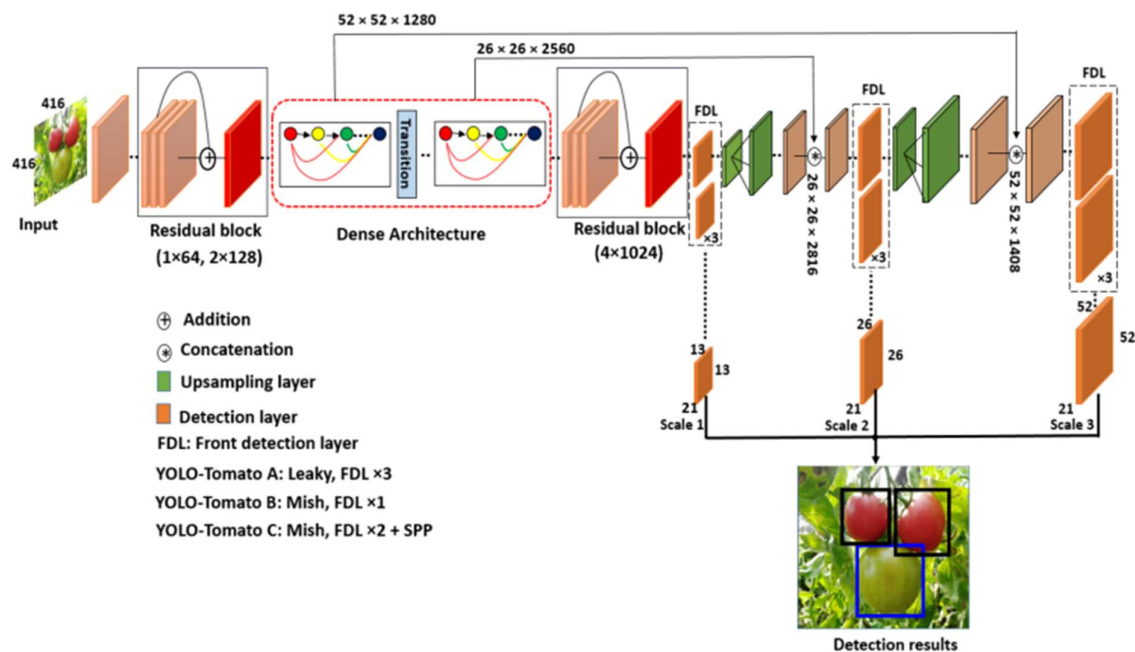 52 × 52 × 1280
26 × 26 × 2560
416
416
Input
Residual block
(1×64, 2×128)
Transition
Dense Architecture
Residual block
(4×1024)
FDL
×3
26 × 26 × 2816
FDL
×3
52 × 52 × 1408
FDL
×3
Addition
Concatenation
Upsampling layer
Detection layer
FDL: Front detection layer
YOLO-Tomato A: Leaky, FDL ×3
YOLO-Tomato B: Mish, FDL ×1
YOLO-Tomato C: Mish, FDL ×2 + SPP
13
13
21
Scale 1
26
26
21
Scale 2
52
52
21
Scale 3
Detection results